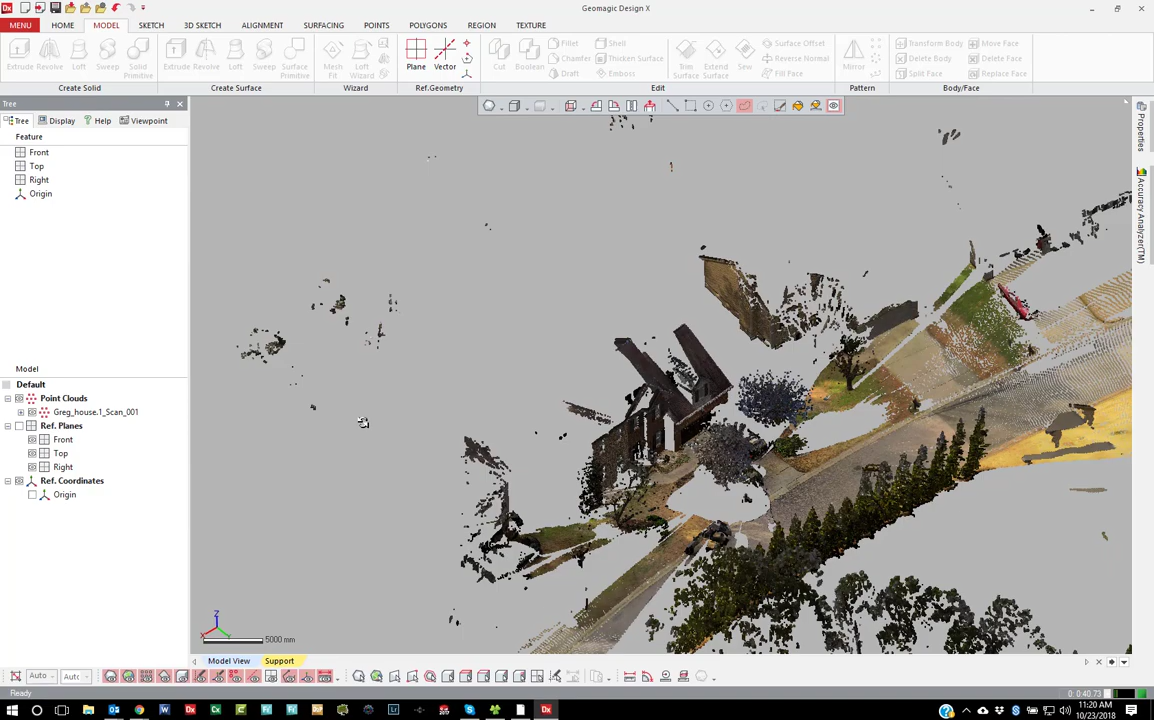 Dx
Geomagic Design X
MENU
HOME
MODEL
SKETCH
3D SKETCH
ALIGNMENT
SURFACING
POINTS
POLYGONS
REGION
TEXTURE
Extrude Revolve Loft Sweep Solid Primitive
Create Solid
Extrude Revolve Loft Sweep Surface Primitive
Create Surface
Mesh Fit Loft Wizard
Wizard
Plane Vector
Ref.Geometry
Cut Boolean
Fillet
Chamfer
Draft
Shell
Thicken Surface
Emboss
Trim Surface Extend Surface Sew
Surface Offset
Reverse Normal
Fill Face
Edit
Mirror
Pattern
Transform Body
Delete Body
Split Face
Move Face
Delete Face
Replace Face
Body/Face
Tree
Tree Display Help Viewpoint
Feature
Front
Top
Right
Origin
Model
Default
Point Clouds
Greg_house.1_Scan_001
Ref. Planes
Front
Top
Right
Ref. Coordinates
Origin
Properties
Accuracy Analyzer(TM)
Z
X
Y
5000 mm
Model View
Support
Auto
Auto
Ready
0: 0:40.73
11:20 AM
10/23/2018